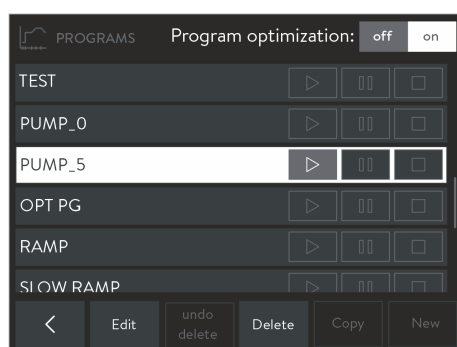 PROGRAMS Program optimization: off on
TEST
PUMP_0
PUMP_5
OPT PG
RAMP
SLOW RAMP
Edit undo delete Delete Copy New